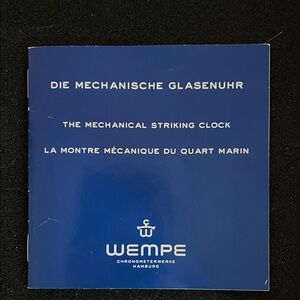 DIE MECHANISCHE GLASENUHR
THE MECHANICAL STRIKING CLOCK
LA MONTRE MÉCANIQUE DU QUART MARIN
WEMPE
CHRONOMETERWERKE
HAMBURG